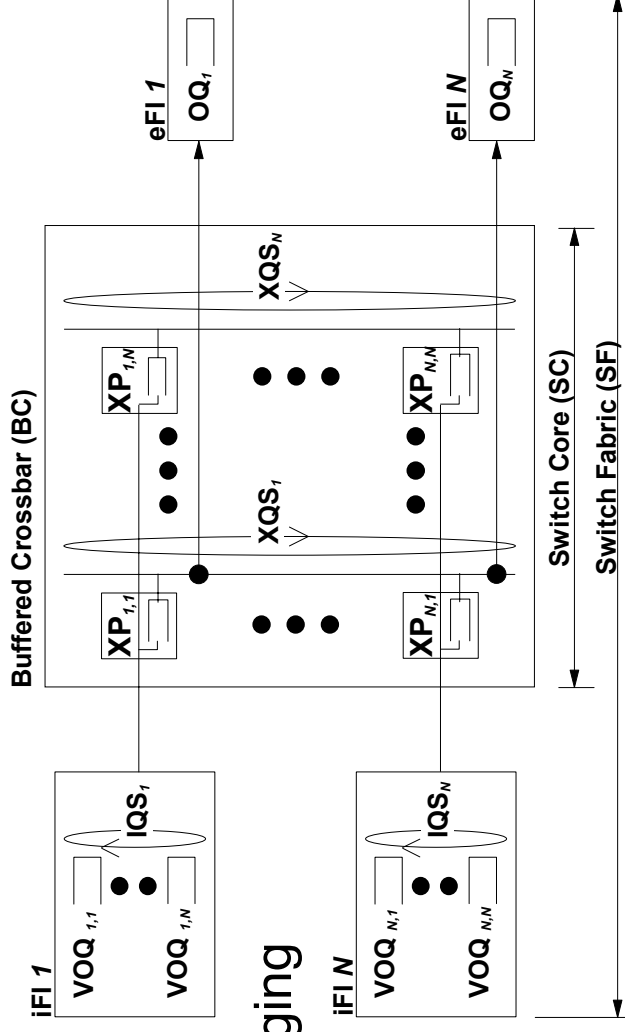 Buffered Crossbar (BC)
iFI 1
VOQ 1,1
VOQ 1,N
IQS1
XP1,1
XP1,N
XQS1
XQSN
eFI 1
OQ1
ging
iFI N
VOQ N,1
VOQ N,N
IQSN
XPN,1
XPN,N
eFI N
OQN
Switch Core (SC)
Switch Fabric (SF)